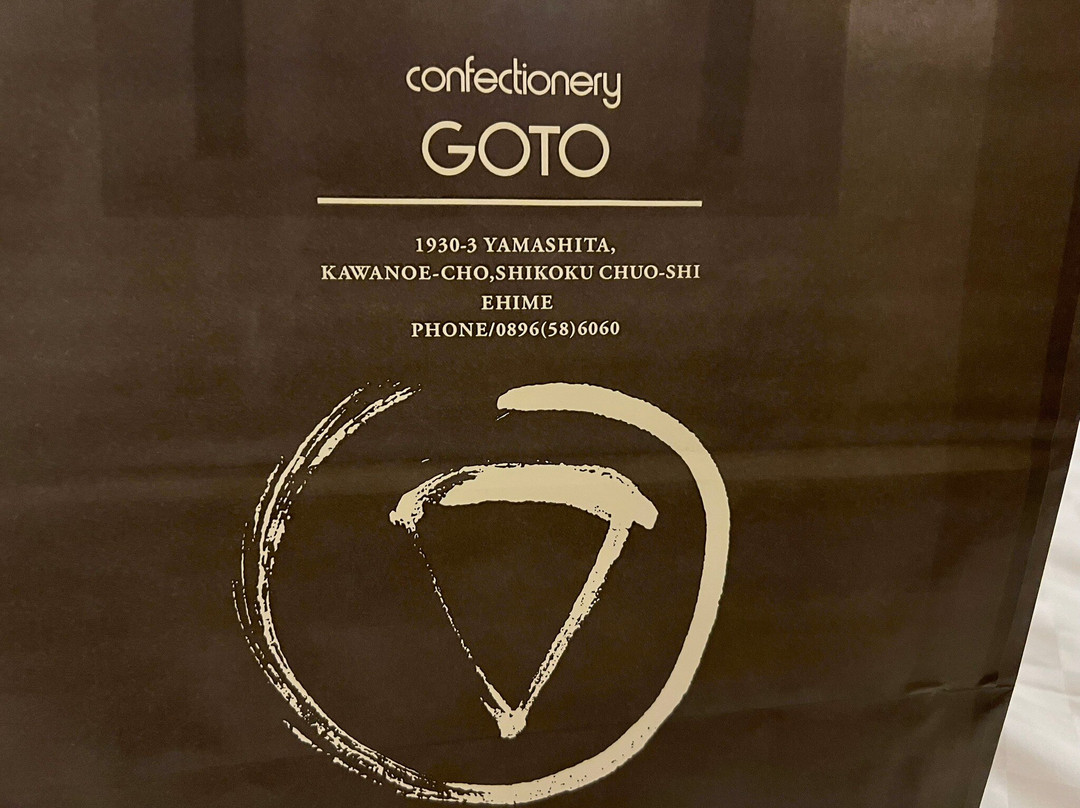 confectionery
GOTO
1930-3 YAMASHITA,
KAWANOE-CHO,SHIKOKU CHUO-SHI
EHIME
PHONE/0896(58)6060